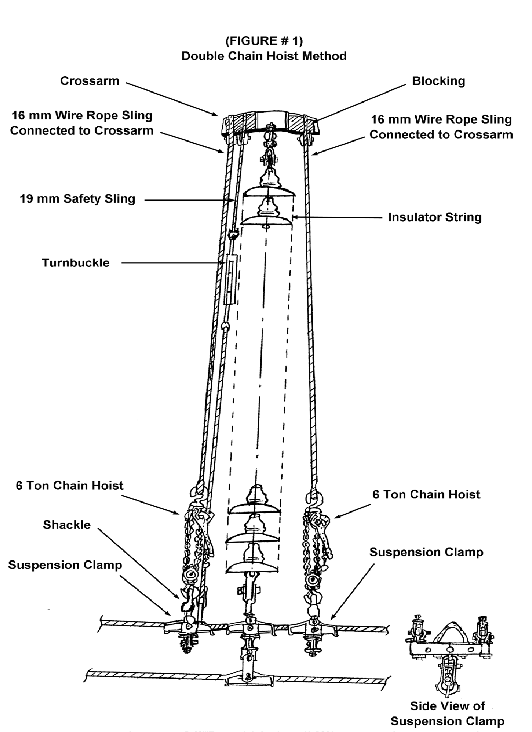 (FIGURE # 1)
Double Chain Hoist Method
Crossarm
Blocking
16 mm Wire Rope Sling
Connected to Crossarm
16 mm Wire Rope Sling
Connected to Crossarm
19 mm Safety Sling
Insulator String
Turnbuckle
6 Ton Chain Hoist
6 Ton Chain Hoist
Shackle
Suspension Clamp
Suspension Clamp
Side View of
Suspension Clamp